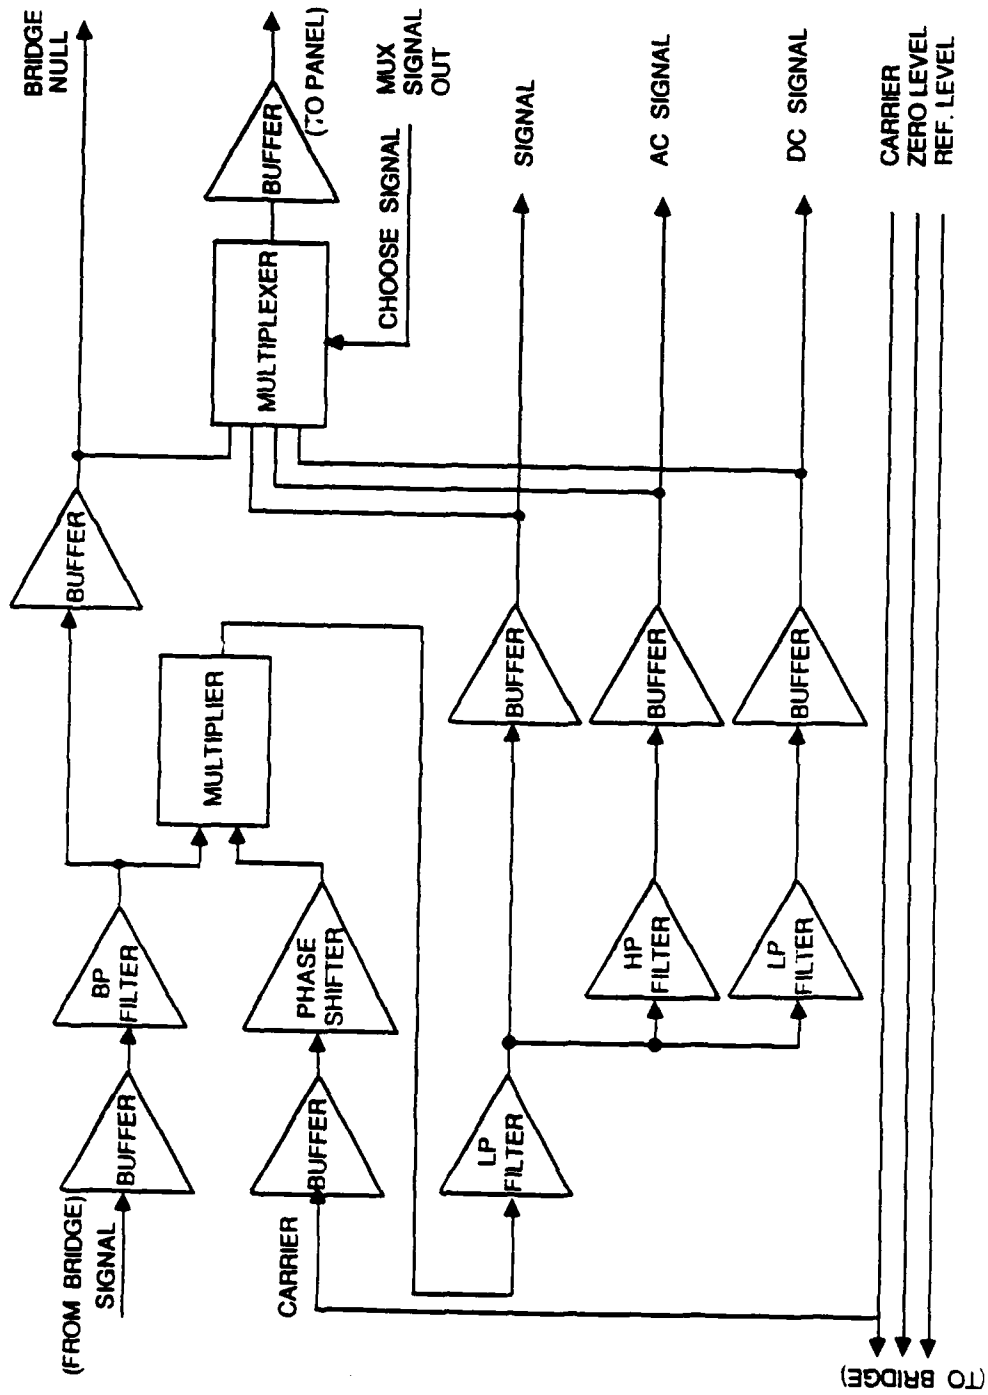 (FROM BRIDGE)
SIGNAL
BUFFER
BP
FILTER
BUFFER
BRIDGE
NULL
CARRIER
BUFFER
PHASE
SHIFTER
MULTIPLIER
MULTIPLEXER
BUFFER
(TO PANEL)
CHOOSE SIGNAL
MUX
SIGNAL
OUT
LP
FILTER
BUFFER
SIGNAL
HP
FILTER
BUFFER
AC SIGNAL
LP
FILTER
BUFFER
DC SIGNAL
CARRIER
ZERO LEVEL
REF. LEVEL
(TO BRIDGE)